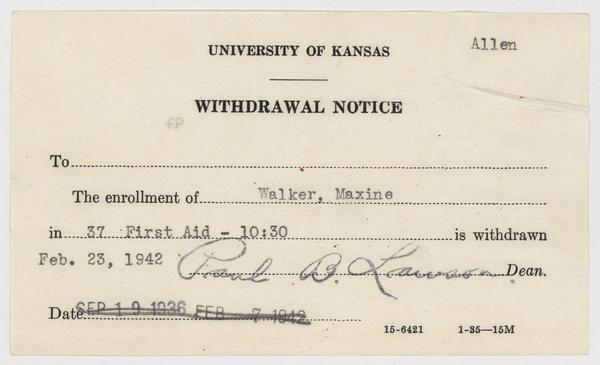 UNIVERSITY OF KANSAS
Allen
WITHDRAWAL NOTICE
To
The enrollment of Walker, Maxine
in 37 First Aid - 10:30 is withdrawn
Feb. 23, 1942 Paul B. Lawson Dean.
Date SEP 19 1936 FEB 7 1942
15-6421 1-35—15M